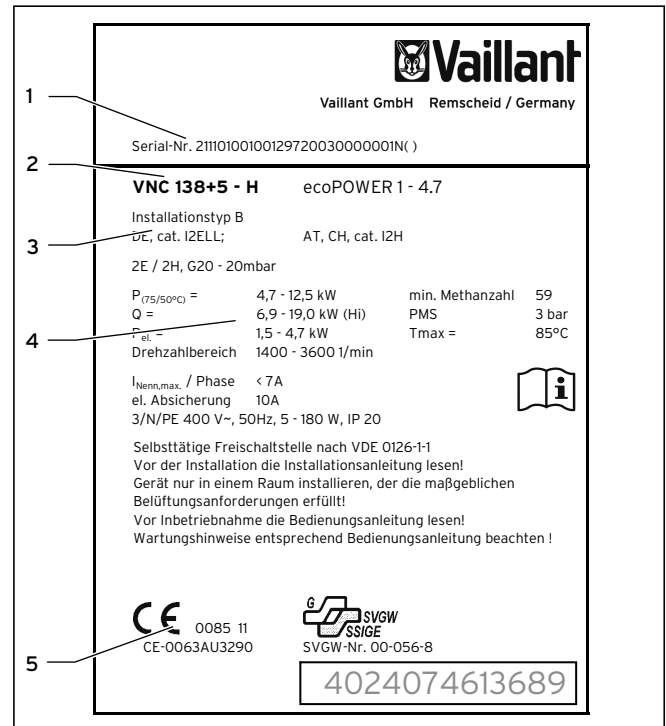 Vaillant
Vaillant GmbH Remscheid / Germany
1
Serial-Nr. 21110100100129720030000001N( )
2
VNC 138+5 - H ecoPOWER 1 - 4.7
Installationstyp B
3
DE, cat. I2ELL; AT, CH, cat. I2H
2E / 2H, G20 - 20mbar
P(75/50°C) = 4,7 - 12,5 kW min. Methanzahl 59
Q = 6,9 - 19,0 kW (Hi) PMS 3 bar
4
Pel. = 1,5 - 4,7 kW Tmax = 85°C
Drehzahlbereich 1400 - 3600 1/min
INenn,max. / Phase < 7A
el. Absicherung 10A
3/N/PE 400 V~, 50Hz, 5 - 180 W, IP 20
i
Selbsttätige Freischaltstelle nach VDE 0126-1-1
Vor der Installation die Installationsanleitung lesen!
Gerät nur in einem Raum installieren, der die maßgeblichen
Belüftungsanforderungen erfüllt!
Vor Inbetriebnahme die Bedienungsanleitung lesen!
Wartungshinweise entsprechend Bedienungsanleitung beachten !
CE 0085 11
CE-0063AU3290
G
SVGW
SSIGE
SVGW-Nr. 00-056-8
5
4024074613689